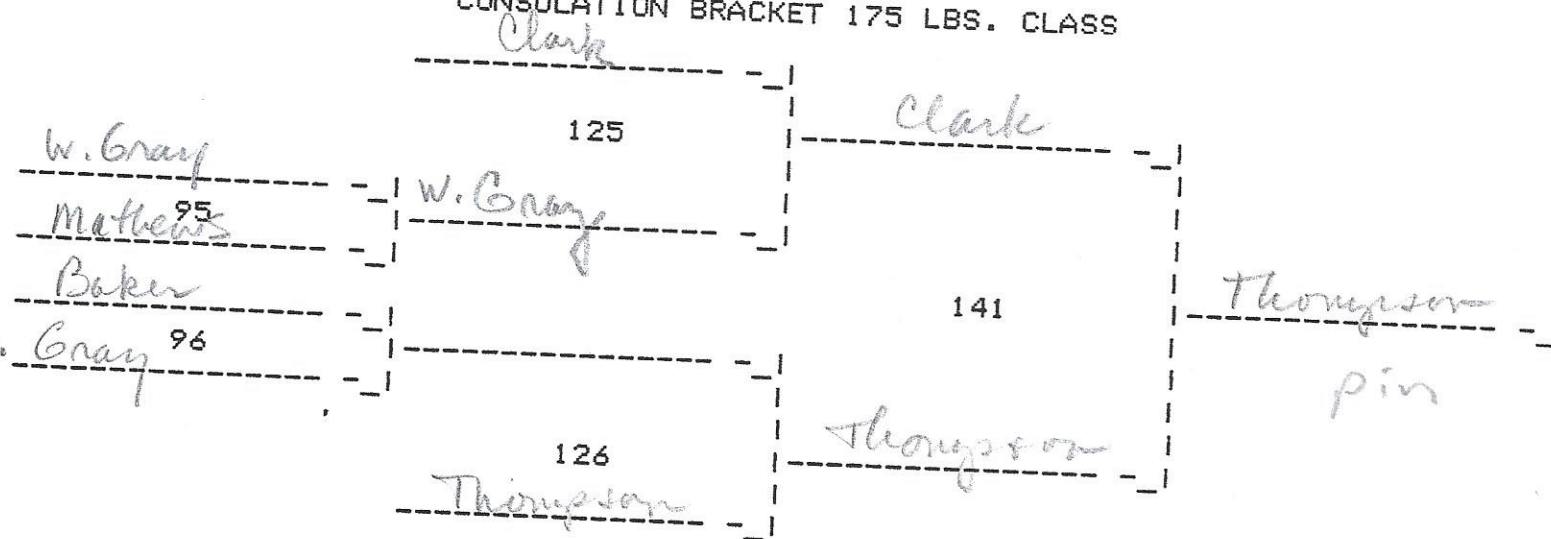 CONSOLATION BRACKET 175 LBS. CLASS
Clark
125
Clark
W. Gray
95
W. Gray
Mathews
Baker
141
Thompson
96
. Gray
pin
126
Thompson
Thompson